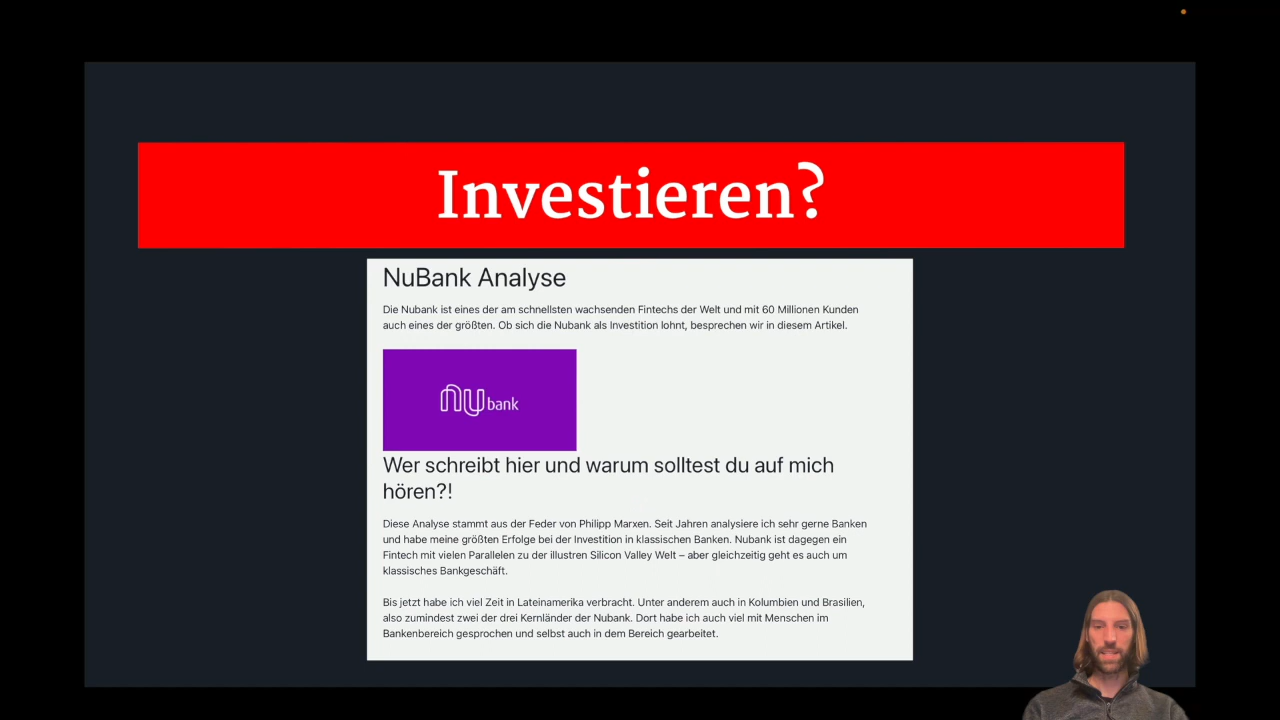 Investieren?
NuBank Analyse
Die Nubank ist eines der am schnellsten wachsenden Fintechs der Welt und mit 60 Millionen Kunden
auch eines der größten. Ob sich die Nubank als Investition lohnt, besprechen wir in diesem Artikel.
nu bank
Wer schreibt hier und warum solltest du auf mich
hören?!
Diese Analyse stammt aus der Feder von Philipp Marxen. Seit Jahren analysiere ich sehr gerne Banken
und habe meine größten Erfolge bei der Investition in klassischen Banken. Nubank ist dagegen ein
Fintech mit vielen Parallelen zu der illustren Silicon Valley Welt – aber gleichzeitig geht es auch um
klassisches Bankgeschäft.
Bis jetzt habe ich viel Zeit in Lateinamerika verbracht. Unter anderem auch in Kolumbien und Brasilien,
also zumindest zwei der drei Kernländer der Nubank. Dort habe ich auch viel mit Menschen im
Bankenbereich gesprochen und selbst auch in dem Bereich gearbeitet.